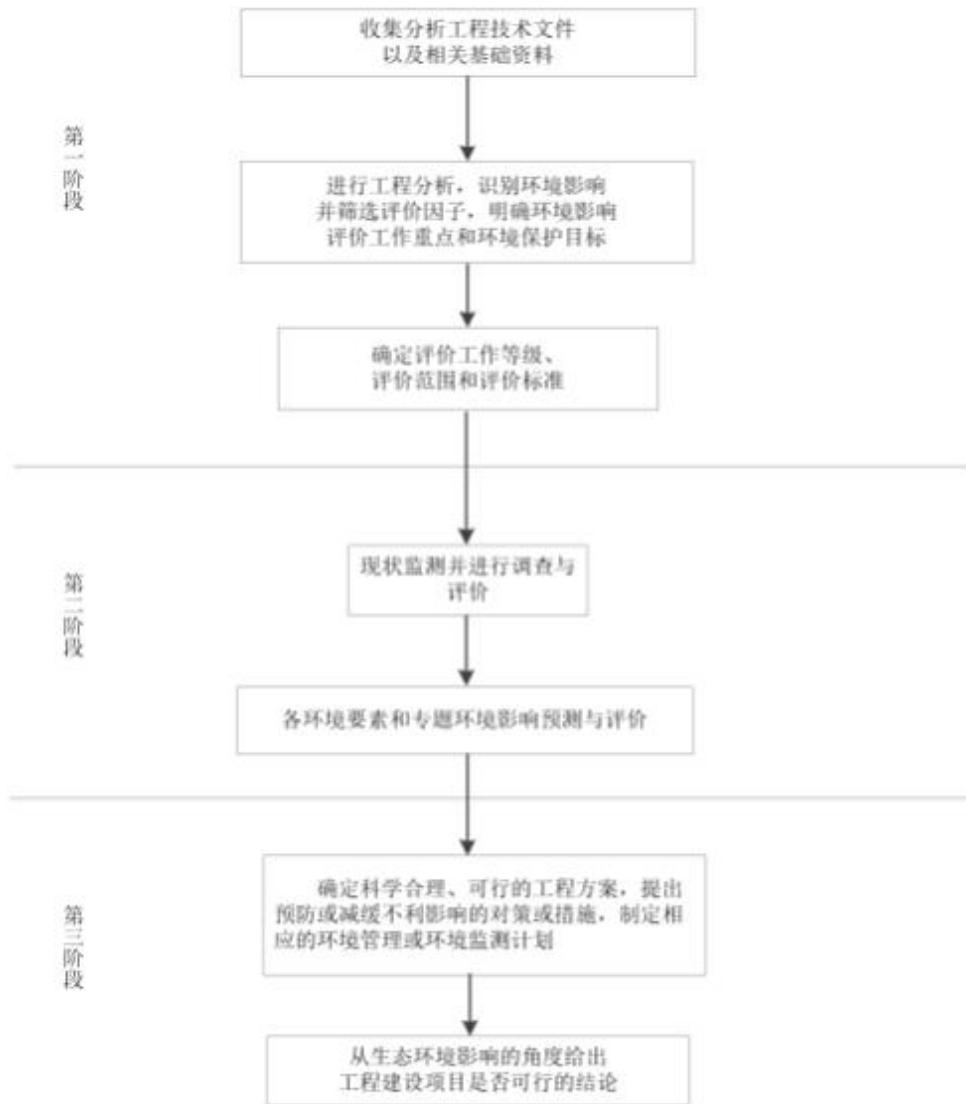 收集分析工程技术文件
以及相关基础资料
第一阶段
进行工程分析，识别环境影响
并筛选评价因子，明确环境影响
评价工作重点和环境保护目标
确定评价工作等级、
评价范围和评价标准
第二阶段
现状监测并进行调查与
评价
各环境要素和专题环境影响预测与评价
第三阶段
确定科学合理、可行的工程方案，提出
预防或减缓不利影响的对策或措施，制定相
应的环境管理或环境监测计划
从生态环境影响的角度给出
工程建设项目是否可行的结论